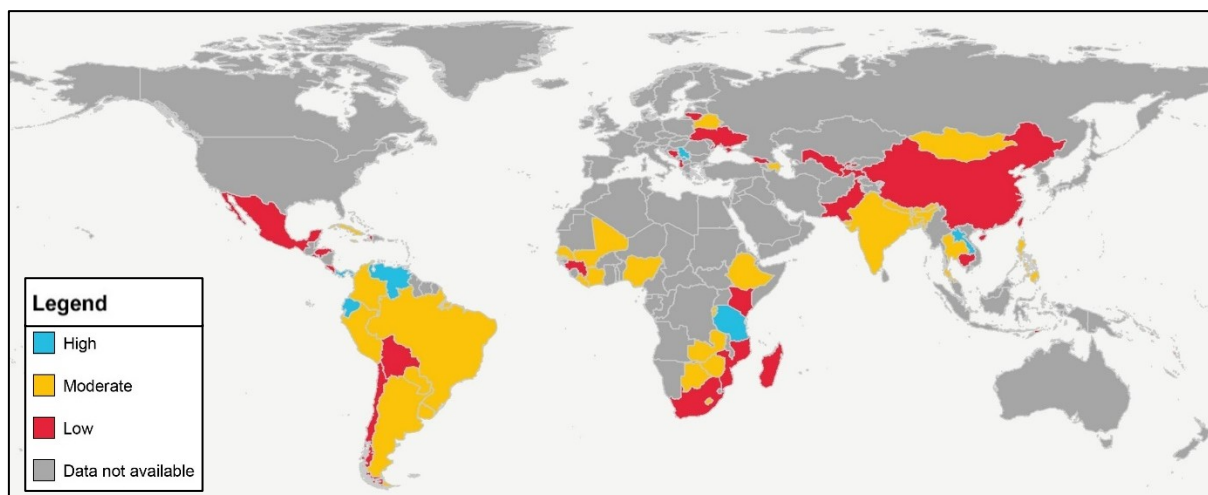 Legend
High
Moderate
Low
Data not available